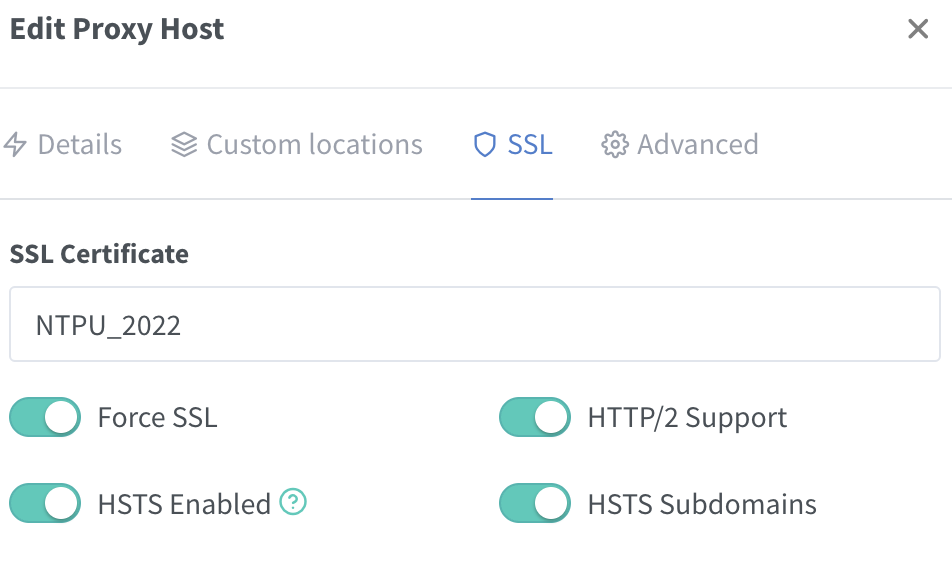 Edit Proxy Host
Details Custom locations SSL Advanced
SSL Certificate
NTPU_2022
Force SSL HTTP/2 Support
HSTS Enabled ? HSTS Subdomains